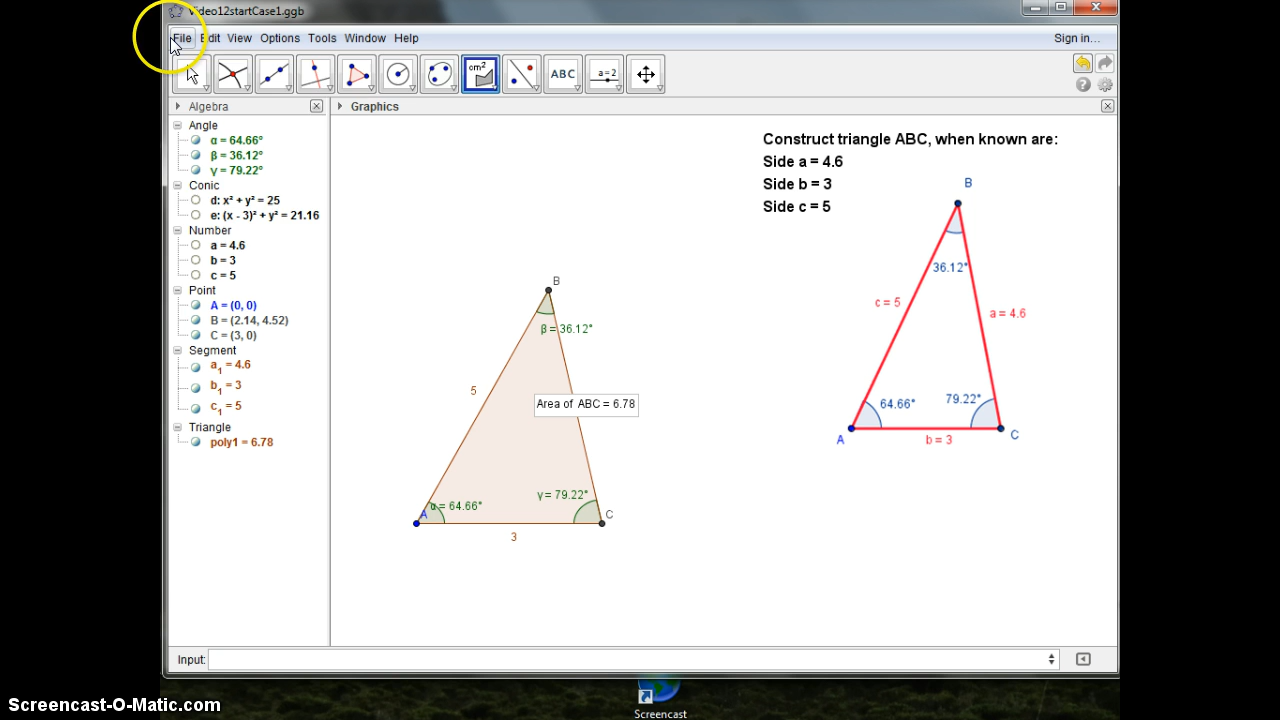 Video12startCase1.ggb
File Edit View Options Tools Window Help Sign in...
cm² ABC a=2
Algebra
Graphics
Angle
α = 64.66°
β = 36.12°
γ = 79.22°
Conic
d: x² + y² = 25
e: (x - 3)² + y² = 21.16
Number
a = 4.6
b = 3
c = 5
Point
A = (0, 0)
B = (2.14, 4.52)
C = (3, 0)
Segment
a₁ = 4.6
b₁ = 3
c₁ = 5
Triangle
poly1 = 6.78
Construct triangle ABC, when known are:
Side a = 4.6
Side b = 3
Side c = 5
B
36.12°
c = 5
a = 4.6
64.66°
79.22°
A
b = 3
C
B
β = 36.12°
5
Area of ABC = 6.78
γ = 79.22°
A
α = 64.66°
C
3
Input:
Screencast-O-Matic.com
Screencast